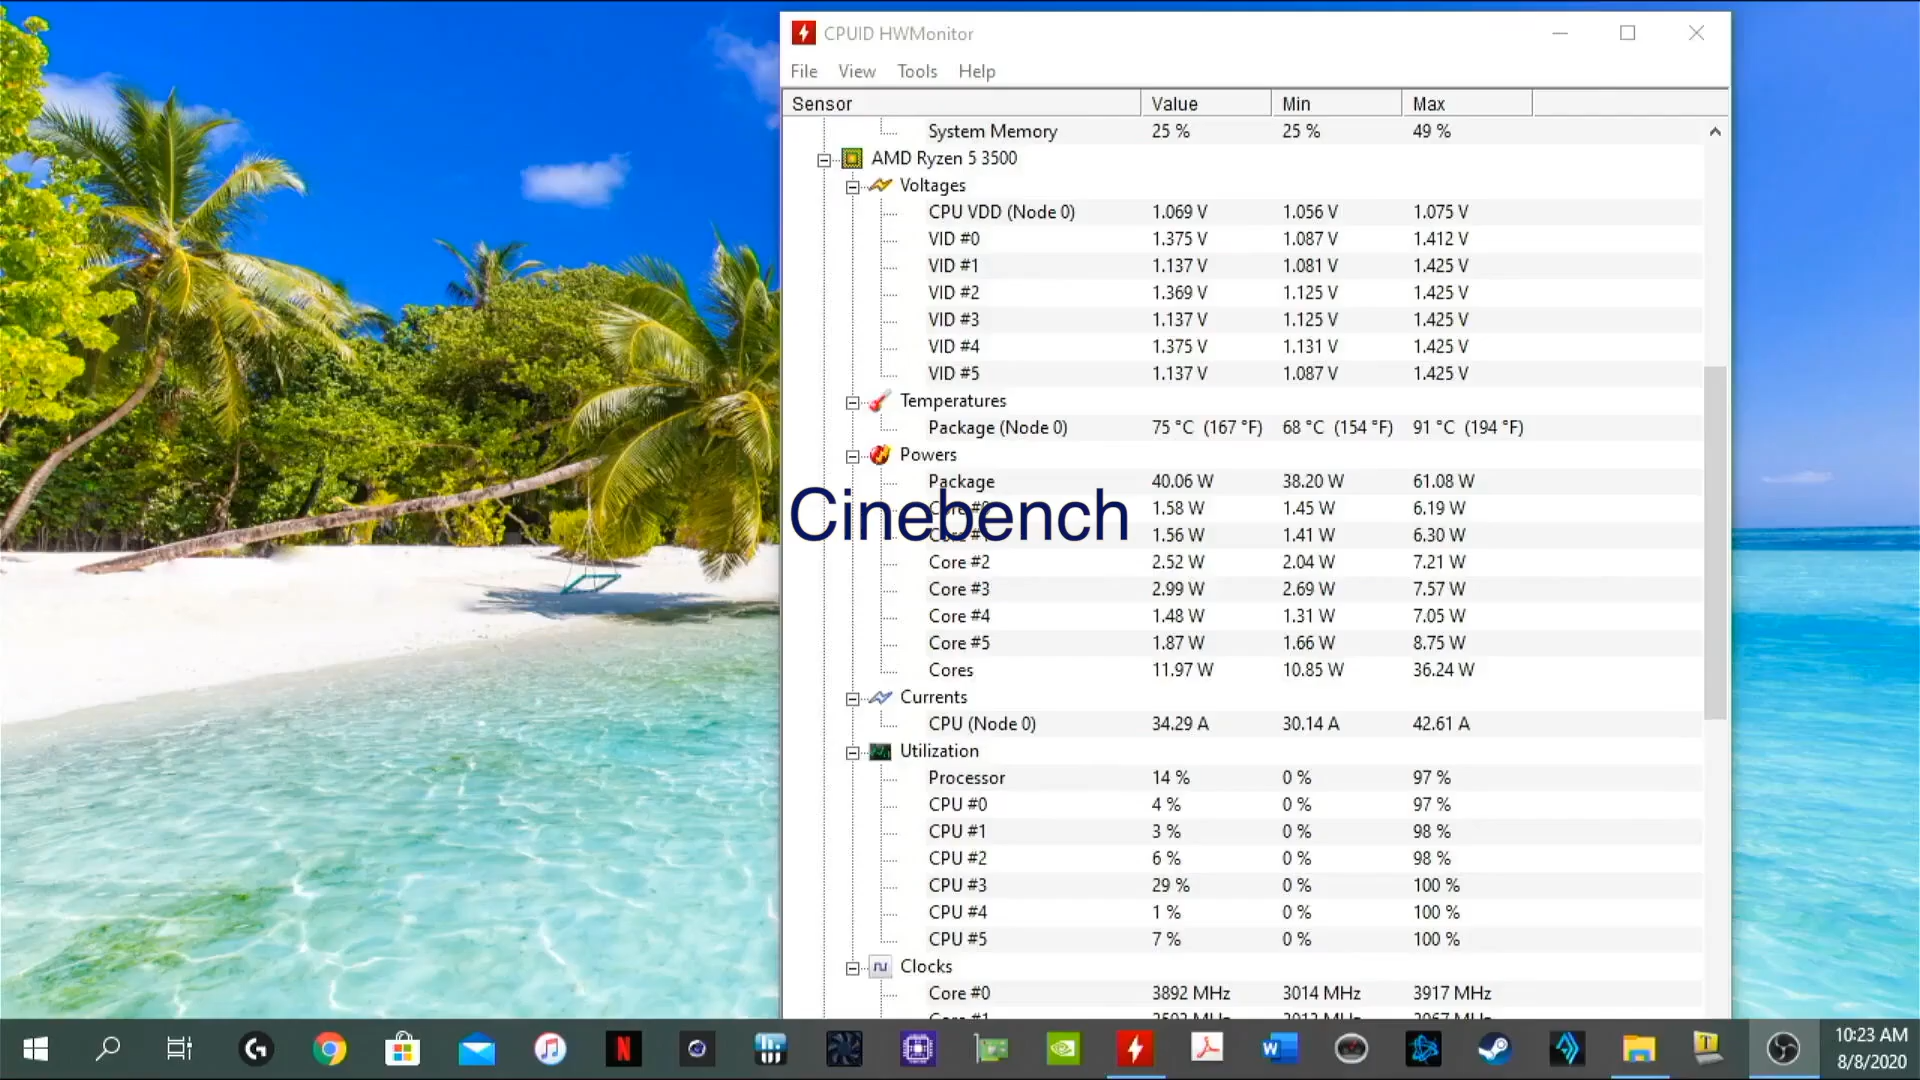 CPUID HWMonitor
File View Tools Help
Sensor Value Min Max
System Memory 25 % 25 % 49 %
AMD Ryzen 5 3500
Voltages
CPU VDD (Node 0) 1.069 V 1.056 V 1.075 V
VID #0 1.375 V 1.087 V 1.412 V
VID #1 1.137 V 1.081 V 1.425 V
VID #2 1.369 V 1.125 V 1.425 V
VID #3 1.137 V 1.125 V 1.425 V
VID #4 1.375 V 1.131 V 1.425 V
VID #5 1.137 V 1.087 V 1.425 V
Temperatures
Package (Node 0) 75 °C (167 °F) 68 °C (154 °F) 91 °C (194 °F)
Powers
Package 40.06 W 38.20 W 61.08 W
1.58 W 1.45 W 6.19 W
Cinebench
1.56 W 1.41 W 6.30 W
Core #2 2.52 W 2.04 W 7.21 W
Core #3 2.99 W 2.69 W 7.57 W
Core #4 1.48 W 1.31 W 7.05 W
Core #5 1.87 W 1.66 W 8.75 W
Cores 11.97 W 10.85 W 36.24 W
Currents
CPU (Node 0) 34.29 A 30.14 A 42.61 A
Utilization
Processor 14 % 0 % 97 %
CPU #0 4 % 0 % 97 %
CPU #1 3 % 0 % 98 %
CPU #2 6 % 0 % 98 %
CPU #3 29 % 0 % 100 %
CPU #4 1 % 0 % 100 %
CPU #5 7 % 0 % 100 %
Clocks
Core #0 3892 MHz 3014 MHz 3917 MHz
10:23 AM
8/8/2020